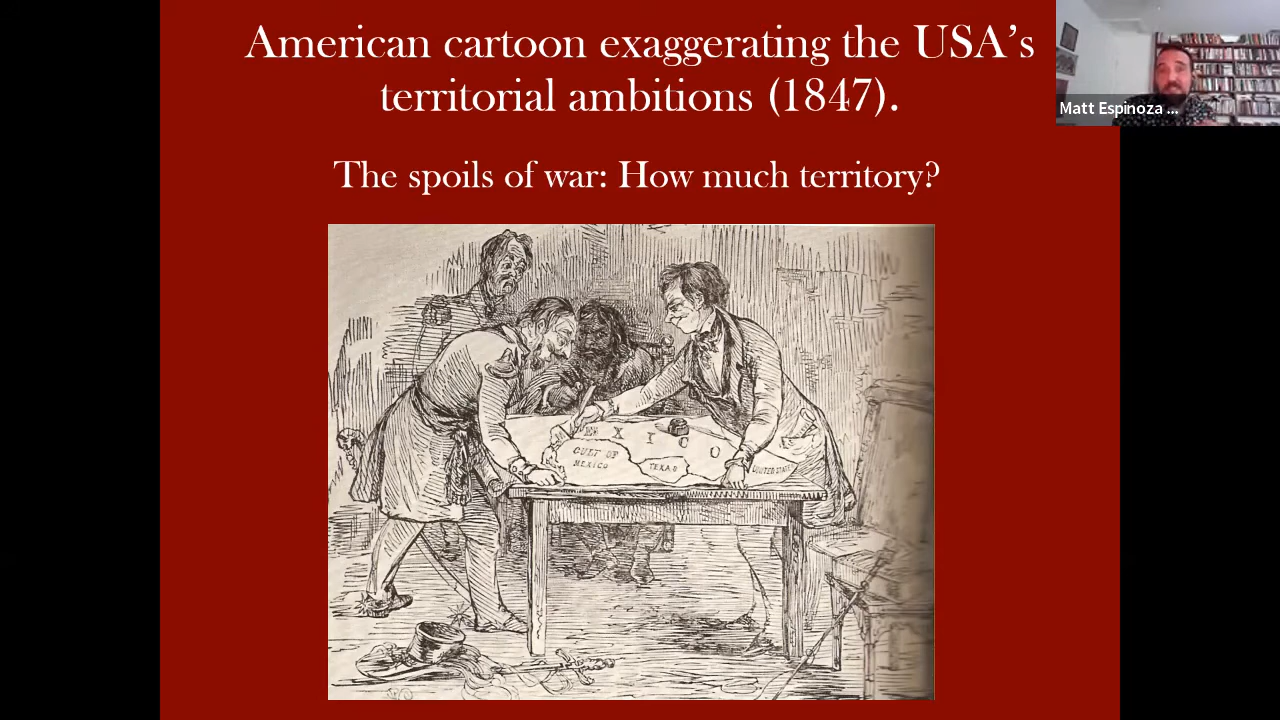 American cartoon exaggerating the USA's
territorial ambitions (1847).
Matt Espinoza ...
The spoils of war: How much territory?
M E X I C O
GULF OF
MEXICO
TEXAS
UNITED STATES